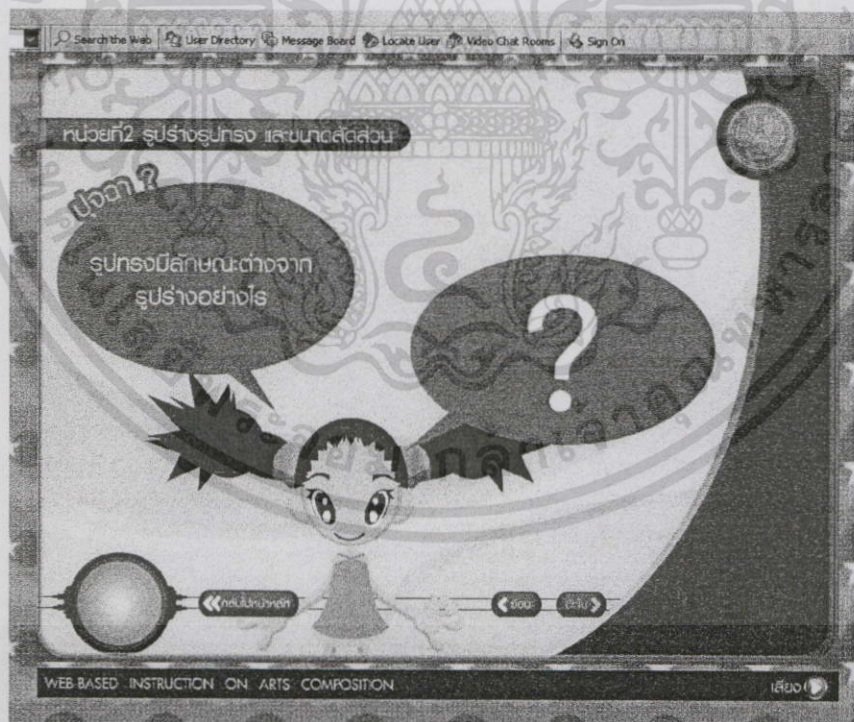 Search the Web User Directory Message Board Locate User Video Chat Rooms Sign On
หน่วยที่2 รูปร่างรูปทรง และขนาดสัดส่วน
ปุจฉา ?
รูปทรงมีลักษณะต่างจาก
รูปร่างอย่างไร
?
กลับไปหน้าหลัก
ย้อน
WEB-BASED INSTRUCTION ON ARTS COMPOSITION
เสียง